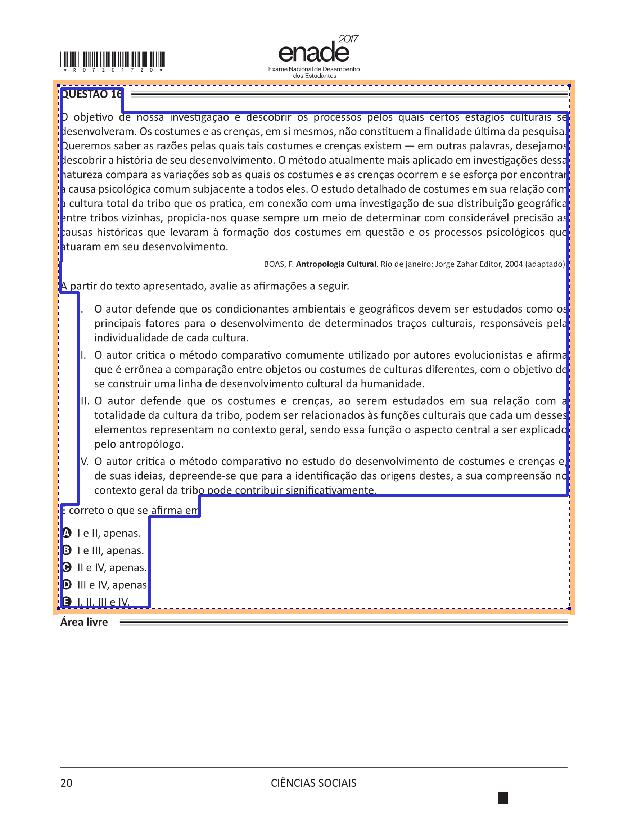 * R 0 7 2 0 1 7 2 0 *
2017
enade
Exame Nacional de Desempenho
dos Estudantes
QUESTÃO 16
O objetivo de nossa investigação é descobrir os processos pelos quais certos estágios culturais se
desenvolveram. Os costumes e as crenças, em si mesmos, não constituem a finalidade última da pesquisa.
Queremos saber as razões pelas quais tais costumes e crenças existem — em outras palavras, desejamos
descobrir a história de seu desenvolvimento. O método atualmente mais aplicado em investigações dessa
natureza compara as variações sob as quais os costumes e as crenças ocorrem e se esforça por encontrar
a causa psicológica comum subjacente a todos eles. O estudo detalhado de costumes em sua relação com
a cultura total da tribo que os pratica, em conexão com uma investigação de sua distribuição geográfica
entre tribos vizinhas, propicia-nos quase sempre um meio de determinar com considerável precisão as
causas históricas que levaram à formação dos costumes em questão e os processos psicológicos que
atuaram em seu desenvolvimento.
BOAS, F. Antropologia Cultural. Rio de janeiro: Jorge Zahar Editor, 2004 (adaptado).
A partir do texto apresentado, avalie as afirmações a seguir.
I. O autor defende que os condicionantes ambientais e geográficos devem ser estudados como os
principais fatores para o desenvolvimento de determinados traços culturais, responsáveis pela
individualidade de cada cultura.
II. O autor critica o método comparativo comumente utilizado por autores evolucionistas e afirma
que é errônea a comparação entre objetos ou costumes de culturas diferentes, com o objetivo de
se construir uma linha de desenvolvimento cultural da humanidade.
III. O autor defende que os costumes e crenças, ao serem estudados em sua relação com a
totalidade da cultura da tribo, podem ser relacionados às funções culturais que cada um desses
elementos representam no contexto geral, sendo essa função o aspecto central a ser explicado
pelo antropólogo.
IV. O autor critica o método comparativo no estudo do desenvolvimento de costumes e crenças e,
de suas ideias, depreende-se que para a identificação das origens destes, a sua compreensão no
contexto geral da tribo pode contribuir significativamente.
É correto o que se afirma em
A I e II, apenas.
B I e III, apenas.
C II e IV, apenas.
D III e IV, apenas.
E I, II, III e IV.
Área livre
20
CIÊNCIAS SOCIAIS